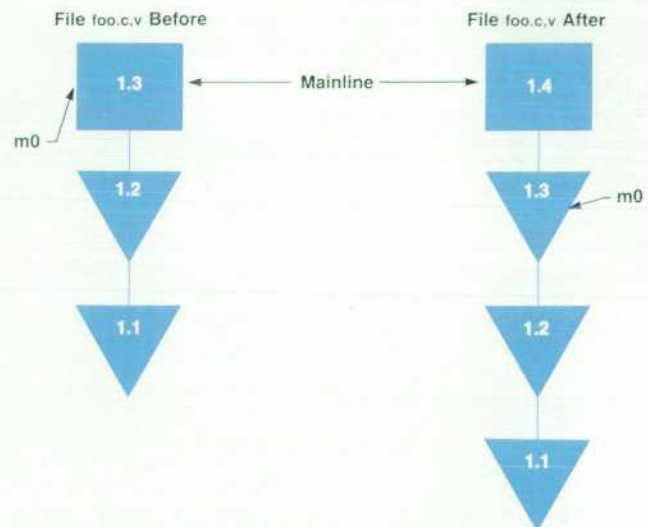 File foo.c,v Before
File foo.c,v After
1.3
Mainline
1.4
m0
1.2
1.3
m0
1.1
1.2
1.1